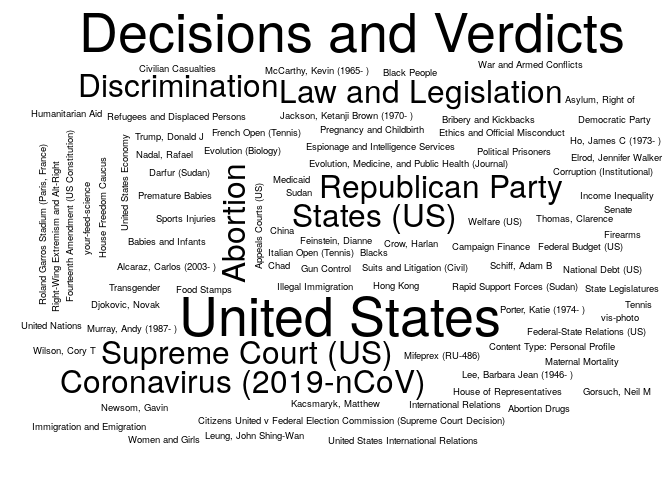 Decisions and Verdicts
Civilian Casualties
McCarthy, Kevin (1965- )
Black People
War and Armed Conflicts
Discrimination
Law and Legislation
Asylum, Right of
Humanitarian Aid
Refugees and Displaced Persons
Jackson, Ketanji Brown (1970- )
Bribery and Kickbacks
Democratic Party
Trump, Donald J
French Open (Tennis)
Pregnancy and Childbirth
Ethics and Official Misconduct
Ho, James C (1973- )
Nadal, Rafael
Evolution (Biology)
Espionage and Intelligence Services
Political Prisoners
Elrod, Jennifer Walker
Evolution, Medicine, and Public Health (Journal)
Corruption (Institutional)
Roland Garros Stadium (Paris, France)
Right-Wing Extremism and Alt-Right
Fourteenth Amendment (US Constitution)
your-feed-science
House Freedom Caucus
United States Economy
Darfur (Sudan)
Abortion
Appeals Courts (US)
Medicaid
Republican Party
Premature Babies
Sudan
Income Inequality
States (US)
Senate
Sports Injuries
Welfare (US)
Thomas, Clarence
China
Firearms
Babies and Infants
Feinstein, Dianne
Crow, Harlan
Campaign Finance
Federal Budget (US)
Italian Open (Tennis)
Blacks
Alcaraz, Carlos (2003- )
Chad
Gun Control
Suits and Litigation (Civil)
Schiff, Adam B
National Debt (US)
Transgender
Food Stamps
Illegal Immigration
Hong Kong
Rapid Support Forces (Sudan)
State Legislatures
Djokovic, Novak
United States
Porter, Katie (1974- )
Tennis
vis-photo
United Nations
Murray, Andy (1987- )
Federal-State Relations (US)
Wilson, Cory T
Supreme Court (US)
Mifeprex (RU-486)
Content Type: Personal Profile
Maternal Mortality
Coronavirus (2019-nCoV)
Lee, Barbara Jean (1946- )
House of Representatives
Gorsuch, Neil M
Newsom, Gavin
Kacsmaryk, Matthew
International Relations
Abortion Drugs
Citizens United v Federal Election Commission (Supreme Court Decision)
Immigration and Emigration
Women and Girls
Leung, John Shing-Wan
United States International Relations